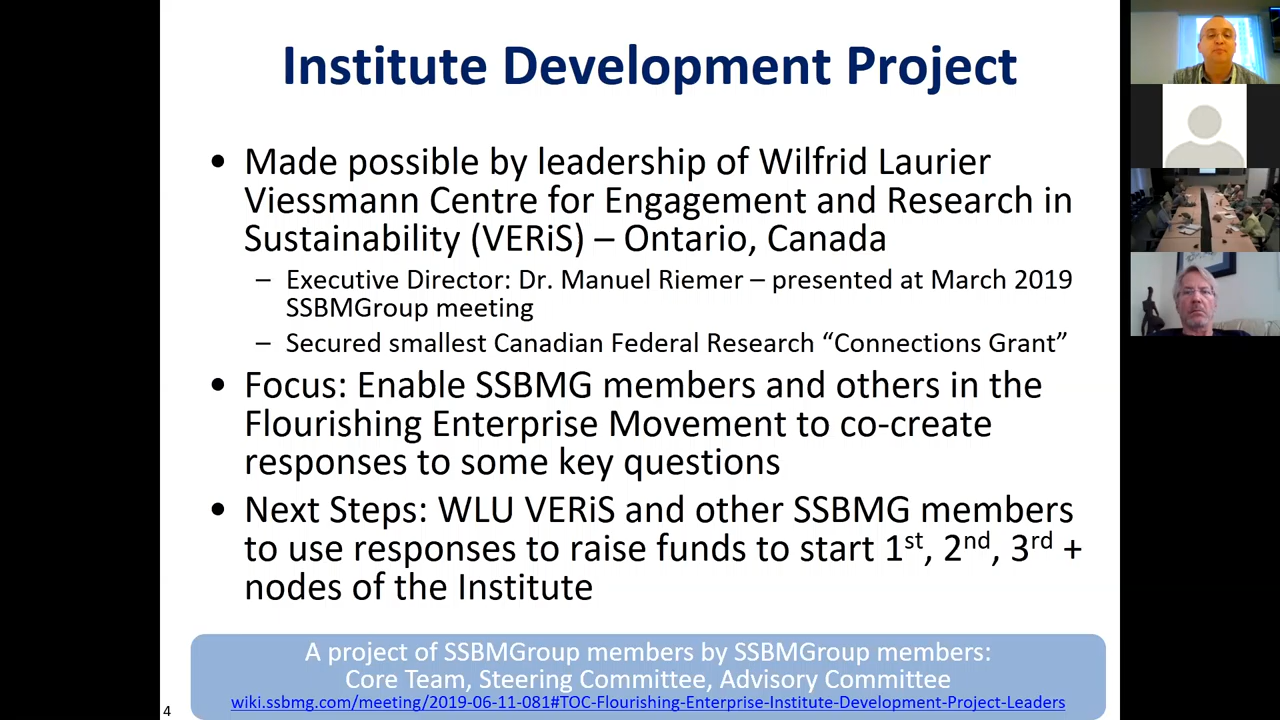 Institute Development Project
• Made possible by leadership of Wilfrid Laurier
Viessmann Centre for Engagement and Research in
Sustainability (VERiS) – Ontario, Canada
– Executive Director: Dr. Manuel Riemer – presented at March 2019
SSBMGroup meeting
– Secured smallest Canadian Federal Research “Connections Grant”
• Focus: Enable SSBMG members and others in the
Flourishing Enterprise Movement to co-create
responses to some key questions
• Next Steps: WLU VERiS and other SSBMG members
to use responses to raise funds to start 1st, 2nd, 3rd +
nodes of the Institute
A project of SSBMGroup members by SSBMGroup members:
Core Team, Steering Committee, Advisory Committee
wiki.ssbmg.com/meeting/2019-06-11-081#TOC-Flourishing-Enterprise-Institute-Development-Project-Leaders
4